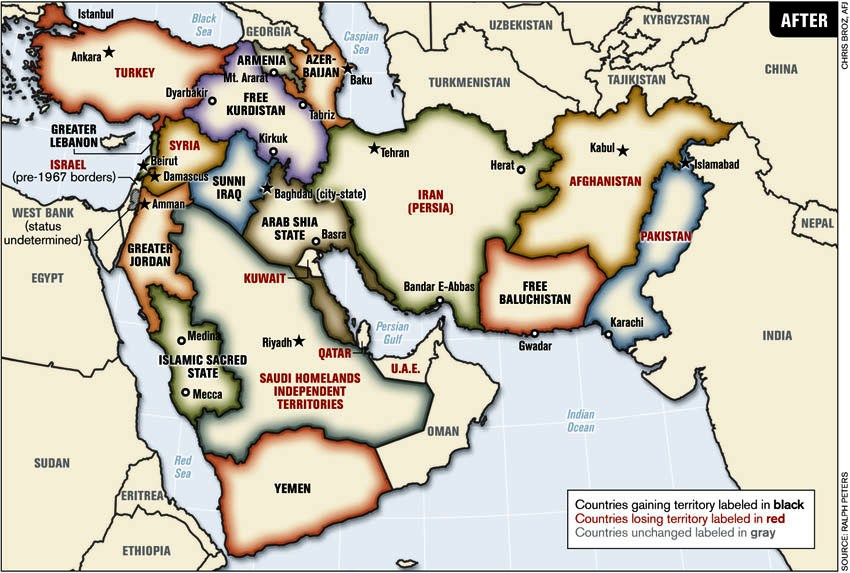 AFTER
CHRIS BROZ, AFJ
Black
Sea
Istanbul
GEORGIA
Caspian
Sea
UZBEKISTAN
KYRGYZSTAN
Ankara
TURKEY
ARMENIA
Mt. Ararat
AZER-
BAIJAN
Baku
TURKMENISTAN
TAJIKISTAN
CHINA
Dyarbakir
FREE
KURDISTAN
Tabriz
GREATER
LEBANON
SYRIA
Kirkuk
Tehran
Herat
Kabul
Islamabad
ISRAEL
(pre-1967 borders)
Beirut
Damascus
SUNNI
IRAQ
Baghdad (city-state)
IRAN
(PERSIA)
AFGHANISTAN
WEST BANK
(status
undetermined)
Amman
ARAB SHIA
STATE
Basra
PAKISTAN
NEPAL
GREATER
JORDAN
EGYPT
KUWAIT
Bandar E-Abbas
FREE
BALUCHISTAN
Karachi
Gwadar
INDIA
Medina
ISLAMIC SACRED
STATE
Mecca
Riyadh
Persian
Gulf
QATAR
U.A.E.
SAUDI HOMELANDS
INDEPENDENT
TERRITORIES
OMAN
Indian
Ocean
SUDAN
Red
Sea
YEMEN
ERITREA
ETHIOPIA
Countries gaining territory labeled in black
Countries losing territory labeled in red
Countries unchanged labeled in gray
SOURCE: RALPH PETERS